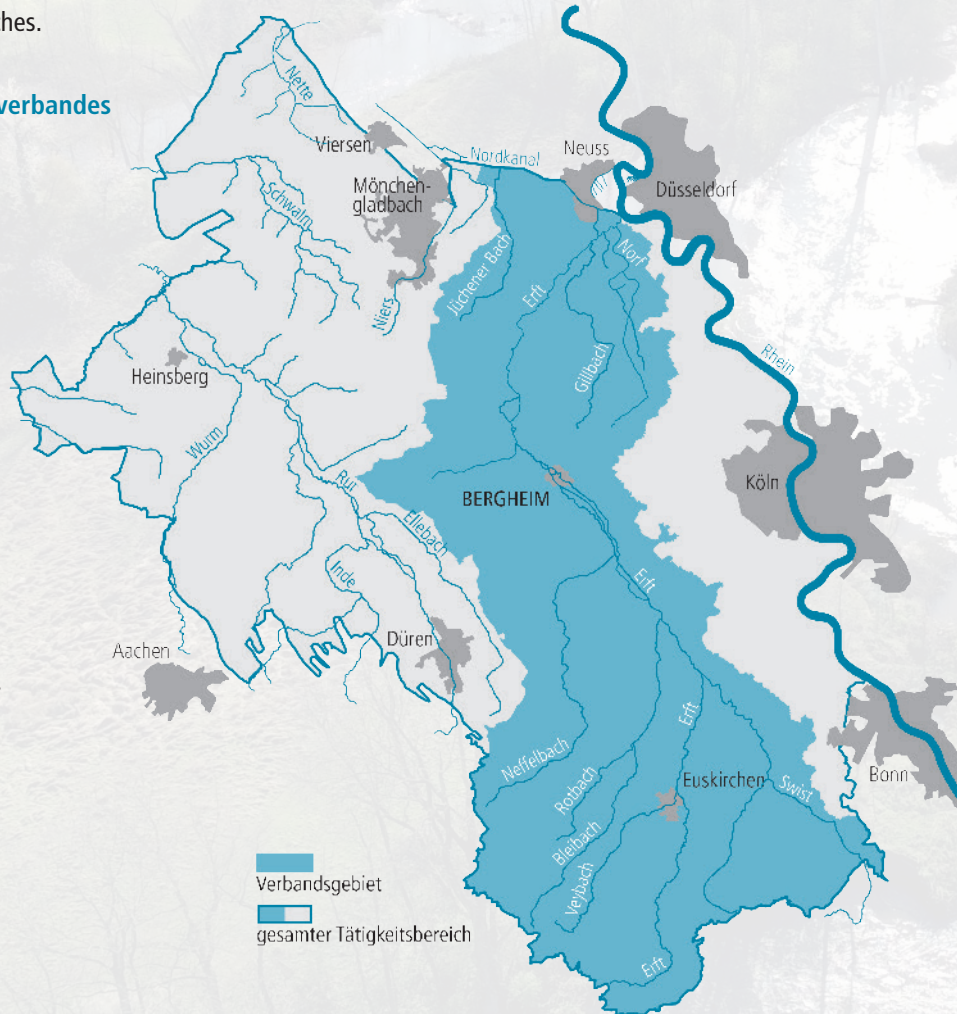 ches.
verbandes
Nette
Viersen
Nordkanal
Neuss
Mönchen-
gladbach
Düsseldorf
Schwalm
Jüchener Bach
Norf
Erft
Niers
Gillbach
Rhein
Heinsberg
Wurm
Rur
Ellebach
BERGHEIM
Köln
Inde
Erft
Düren
Aachen
Erft
Neffelbach
Rotbach
Euskirchen
Swist
Bonn
Bleibach
Veybach
Verbandsgebiet
gesamter Tätigkeitsbereich
Erft